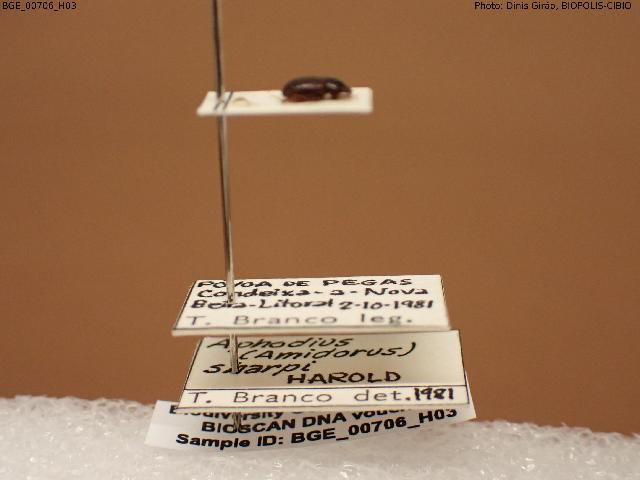 BGE_00706_H03
Photo: Dinis Girão, BIOPOLIS-CIBIO
POVOA DE PEGAS
Condeixa-a-Nova
Beira-Litoral 2-10-1981
T. Branco leg.
Aphodius
(Amidorus)
sharpi
HAROLD
T. Branco det. 1981
BIOSCAN DNA
Sample ID: BGE_00706_H03